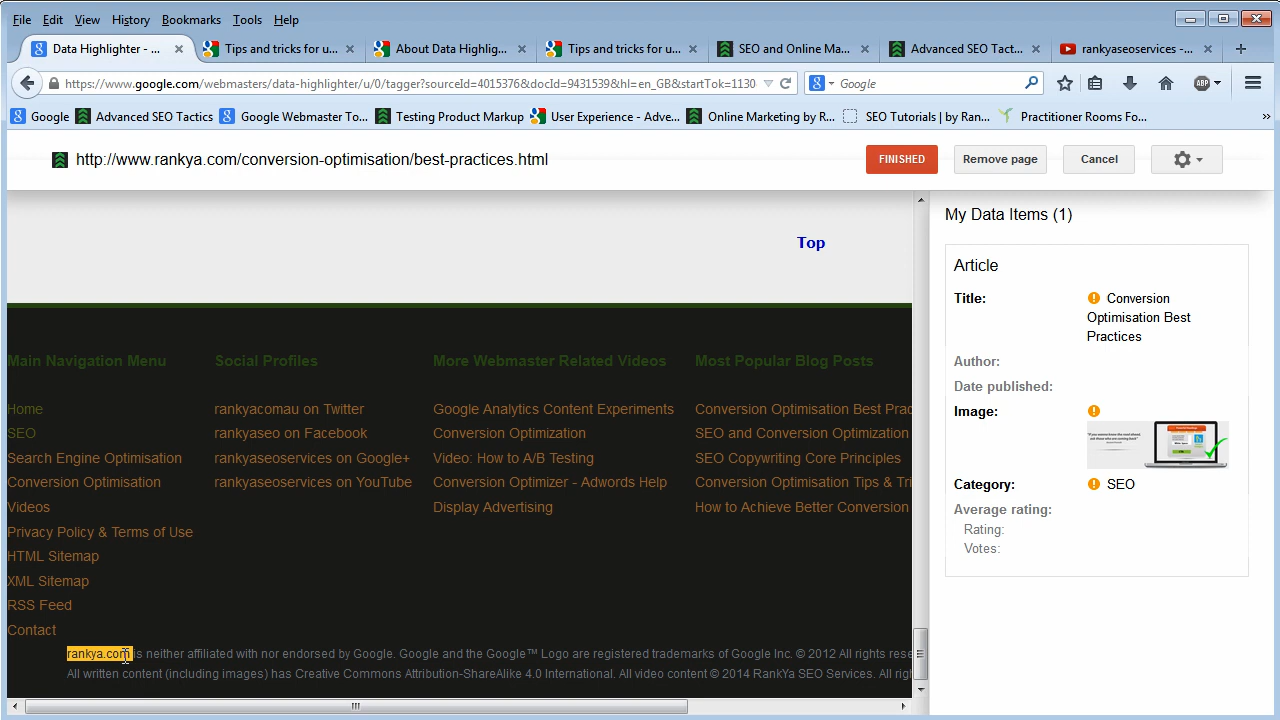 File Edit View History Bookmarks Tools Help
Data Highlighter - ...
Tips and tricks for u...
About Data Highlig...
Tips and tricks for u...
SEO and Online Ma...
Advanced SEO Tact...
rankyaseoservices -...
https://www.google.com/webmasters/data-highlighter/u/0/tagger?sourceId=4015376&docId=9431539&hl=en_GB&startTok=1130
Google
ABP
Google
Advanced SEO Tactics
Google Webmaster To...
Testing Product Markup
User Experience - Adve...
Online Marketing by R...
SEO Tutorials | by Ran...
Practitioner Rooms Fo...
http://www.rankya.com/conversion-optimisation/best-practices.html
FINISHED
Remove page
Cancel
Top
Main Navigation Menu
Home
SEO
Search Engine Optimisation
Conversion Optimisation
Videos
Privacy Policy & Terms of Use
HTML Sitemap
XML Sitemap
RSS Feed
Contact
Social Profiles
rankyacomau on Twitter
rankyaseo on Facebook
rankyaseoservices on Google+
rankyaseoservices on YouTube
More Webmaster Related Videos
Google Analytics Content Experiments
Conversion Optimization
Video: How to A/B Testing
Conversion Optimizer - Adwords Help
Display Advertising
Most Popular Blog Posts
Conversion Optimisation Best Prac
SEO and Conversion Optimization
SEO Copywriting Core Principles
Conversion Optimisation Tips & Tri
How to Achieve Better Conversion
rankya.com is neither affiliated with nor endorsed by Google. Google and the Google™ Logo are registered trademarks of Google Inc. © 2012 All rights rese
All written content (including images) has Creative Commons Attribution-ShareAlike 4.0 International. All video content © 2014 RankYa SEO Services. All rig
My Data Items (1)
Article
Title: Conversion
Optimisation Best
Practices
Author:
Date published:
Image:
Category: SEO
Average rating:
Rating:
Votes: